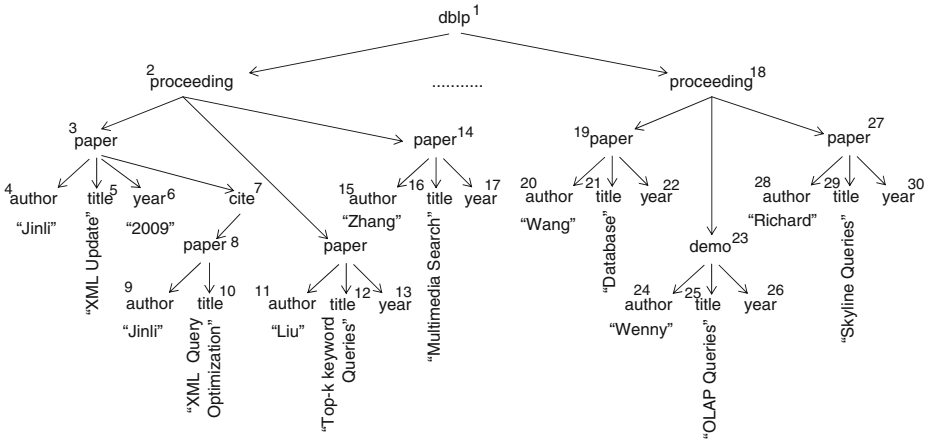 dblp 1
2 proceeding
...........
proceeding 18
3 paper
paper 14
19 paper
paper 27
4 author
title 5
year 6
cite 7
15 author
16 title
17 year
20 author
21 title
22 year
28 author
29 title
30 year
“Jinli”
“XML Update”
“2009”
“Zhang”
“Multimedia Search”
“Wang”
“Database”
“Richard”
“Skyline Queries”
paper 8
paper
demo 23
9 author
title 10
11 author
title 12
year 13
24 author
25 title
year 26
“Jinli”
“XML Query
Optimization”
“Liu”
“Top-k keyword
Queries”
“Wenny”
“OLAP Queries”